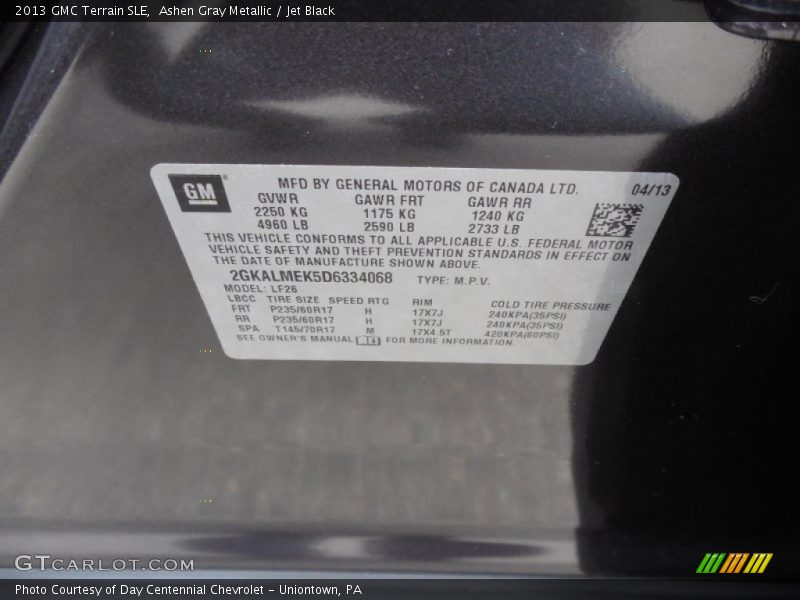 2013 GMC Terrain SLE, Ashen Gray Metallic / Jet Black
GM
MFD BY GENERAL MOTORS OF CANADA LTD. 04/13
GVWR GAWR FRT GAWR RR
2250 KG 1175 KG 1240 KG
4960 LB 2590 LB 2733 LB
THIS VEHICLE CONFORMS TO ALL APPLICABLE U.S. FEDERAL MOTOR
VEHICLE SAFETY AND THEFT PREVENTION STANDARDS IN EFFECT ON
THE DATE OF MANUFACTURE SHOWN ABOVE.
2GKALMEK5D6334068 TYPE: M.P.V.
MODEL: LF26
LBCC TIRE SIZE SPEED RTG RIM COLD TIRE PRESSURE
FRT P235/60R17 H 17X7J 240KPA(35PSI)
RR P235/60R17 H 17X7J 240KPA(35PSI)
SPA T145/70R17 M 17X4.5T 420KPA(60PSI)
SEE OWNER'S MANUAL FOR MORE INFORMATION.
GTCARLOT.COM
Photo Courtesy of Day Centennial Chevrolet - Uniontown, PA